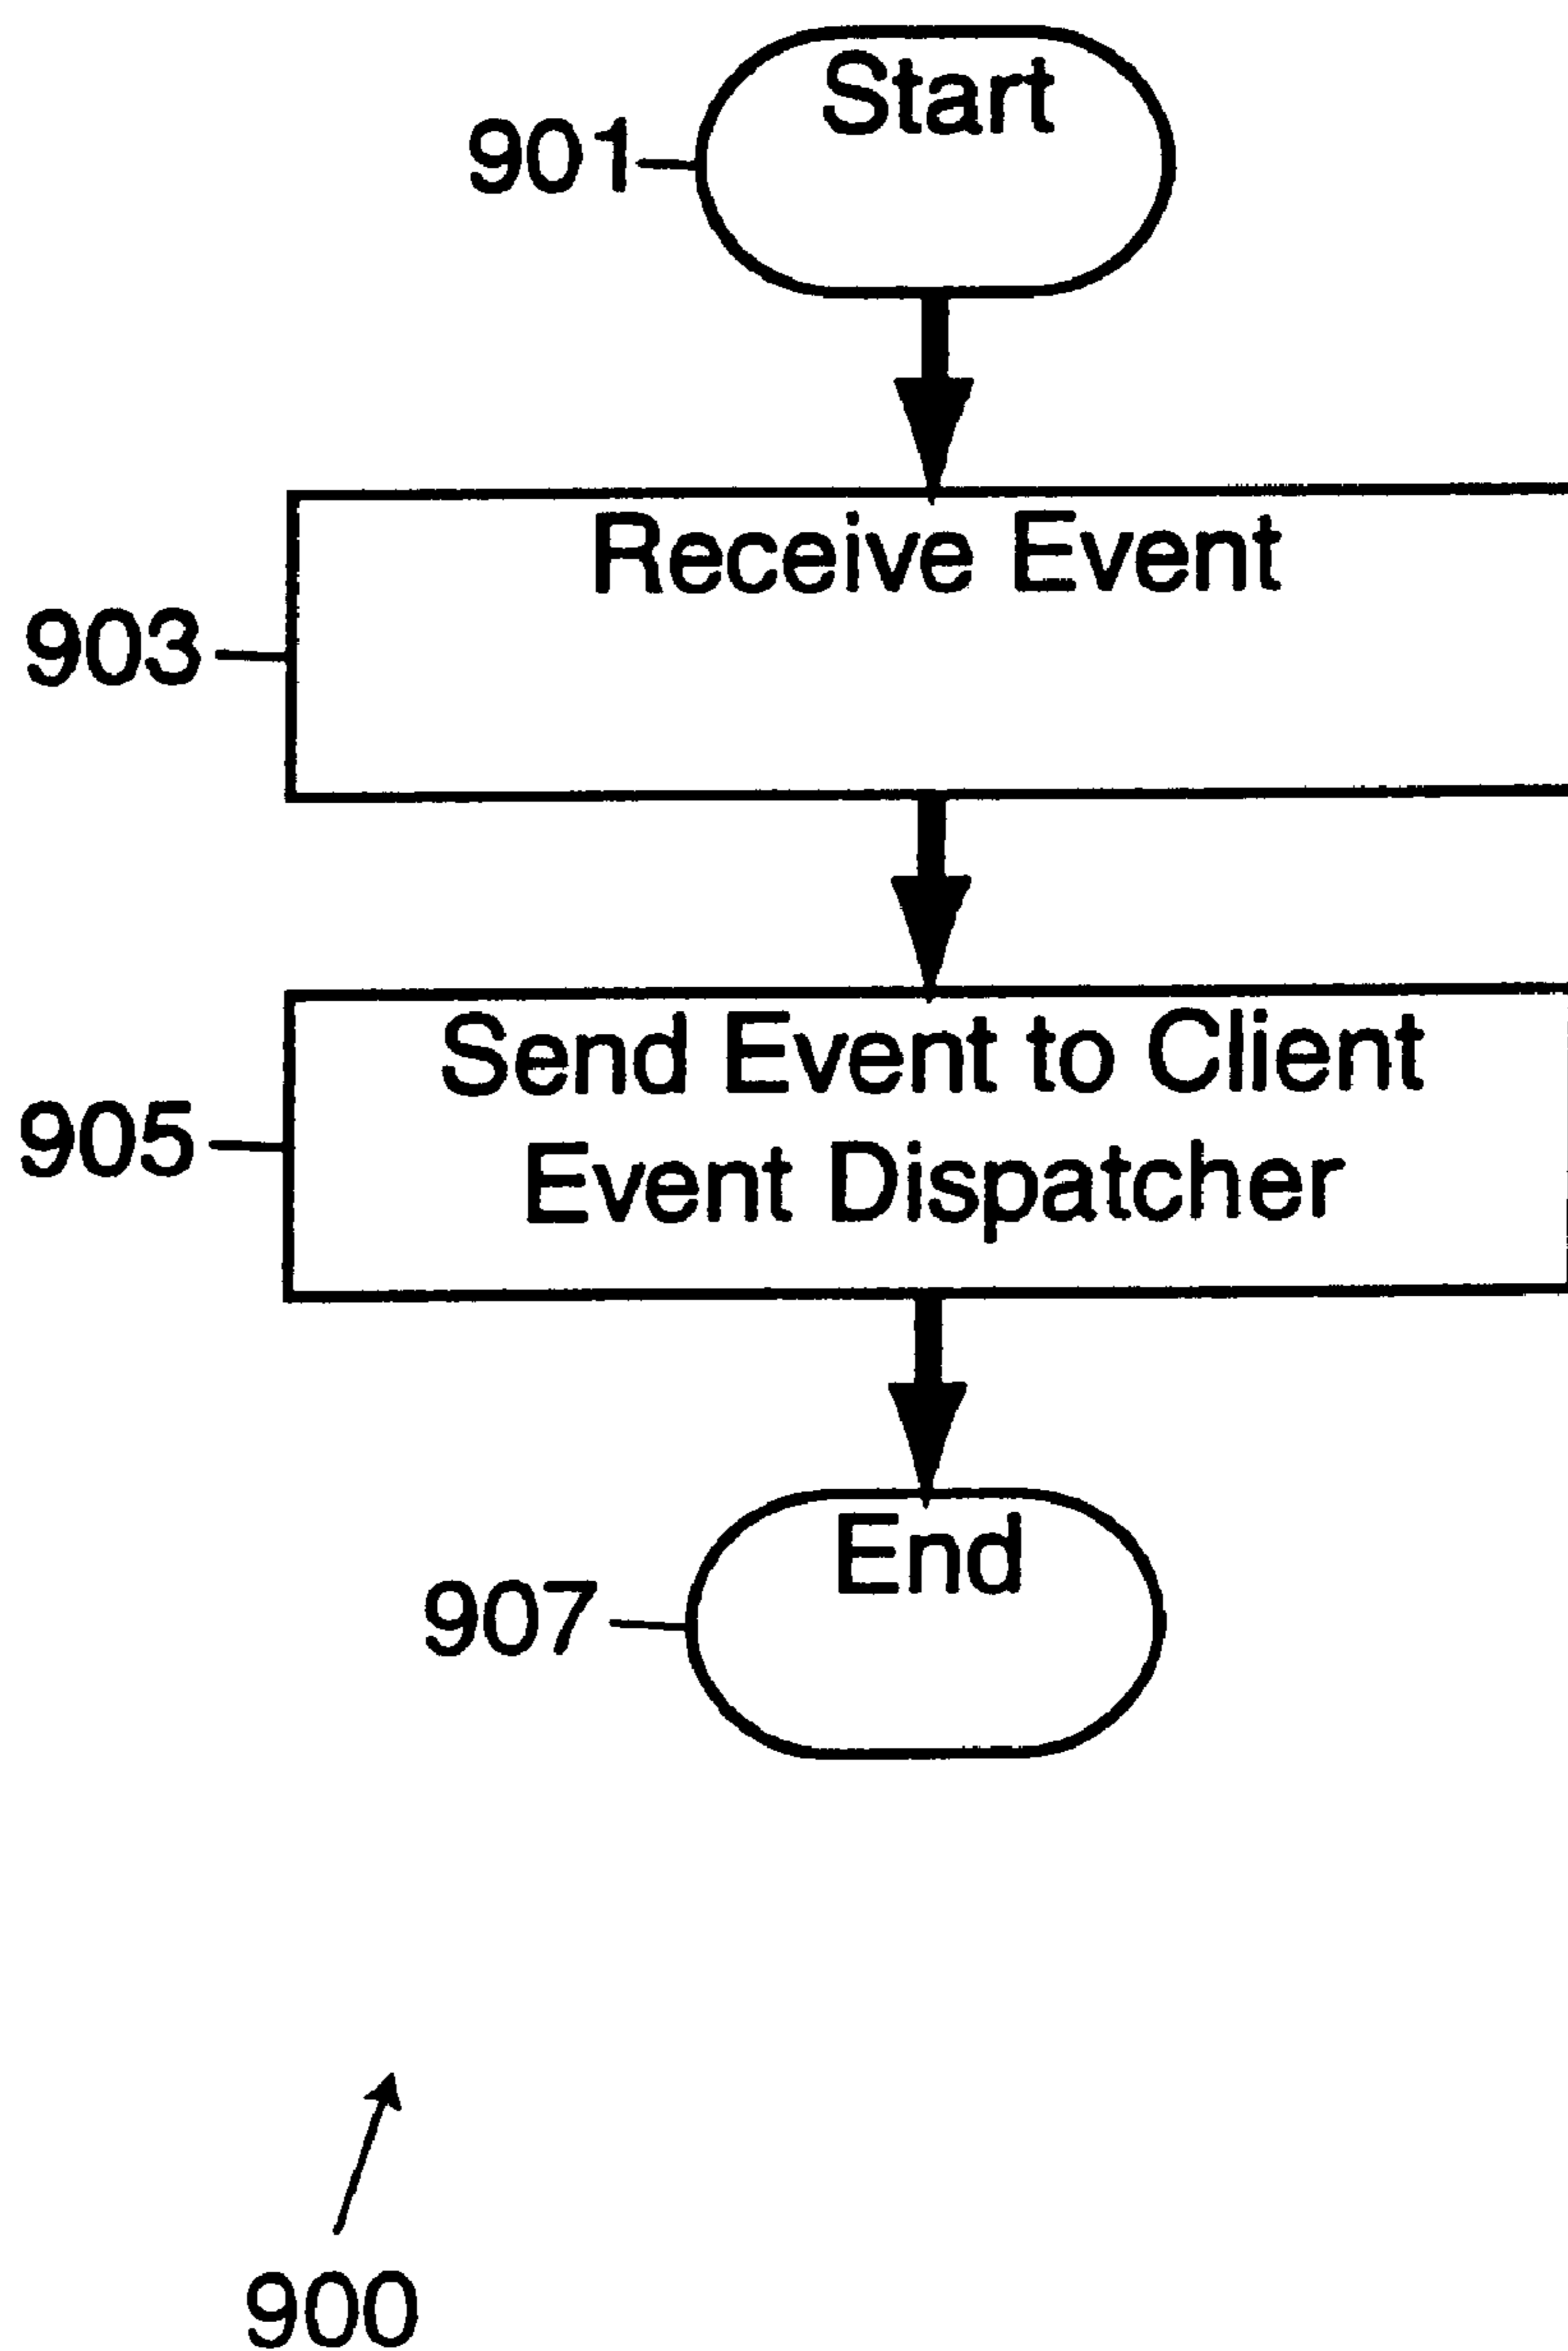 Start
901
Receive Event
903
Send Event to Client
Event Dispatcher
905
End
907
900